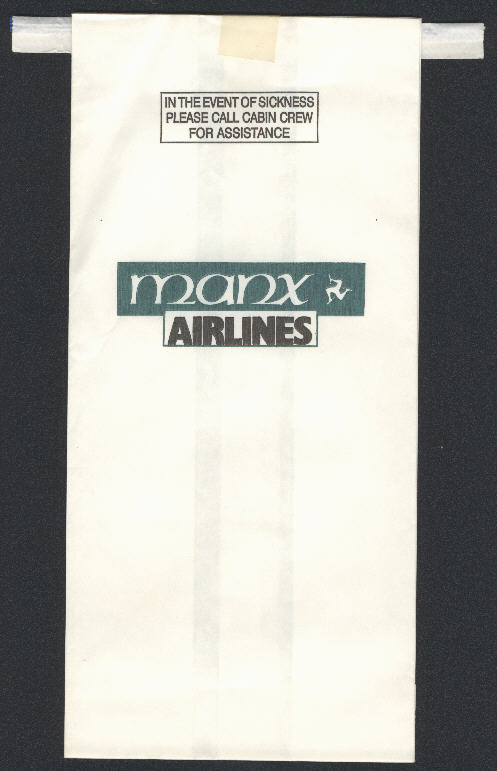 IN THE EVENT OF SICKNESS
PLEASE CALL CABIN CREW
FOR ASSISTANCE
manx
AIRLINES